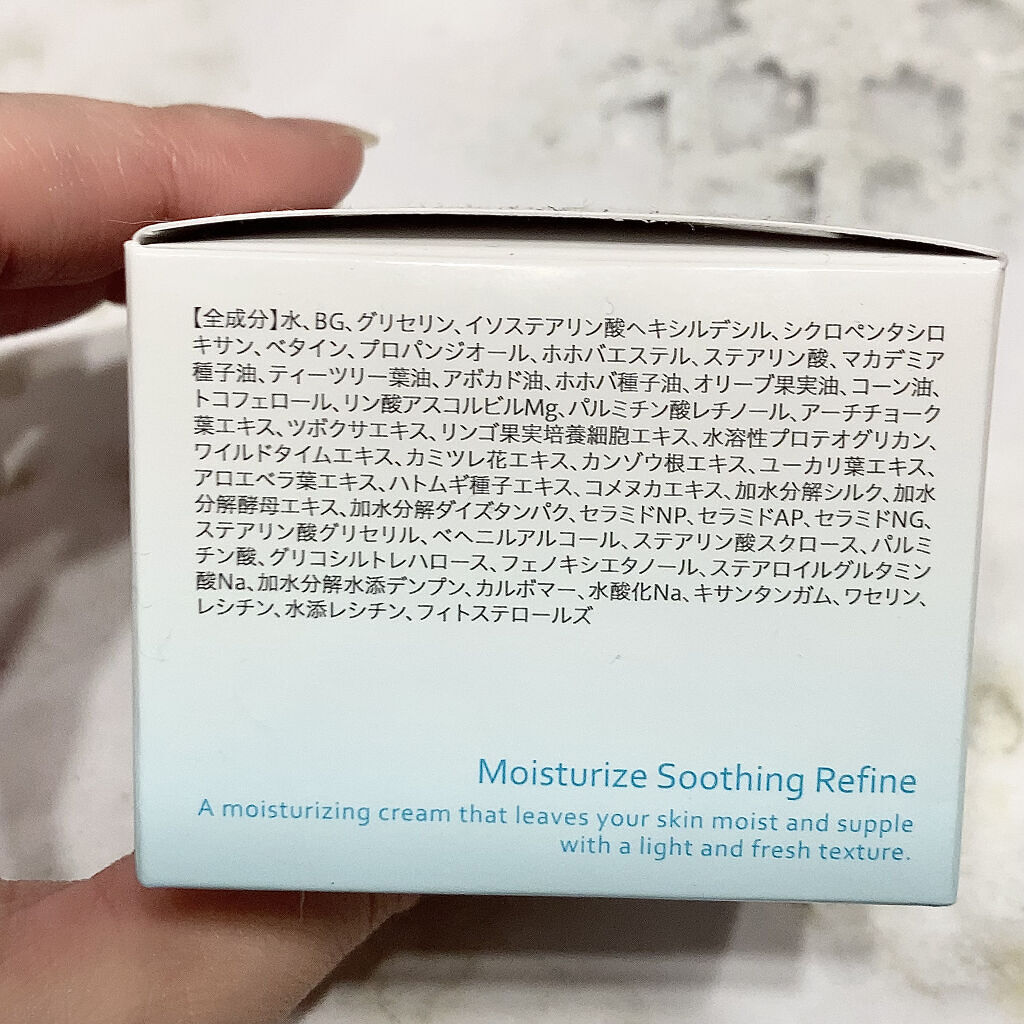 【全成分】水、BG、グリセリン、イソステアリン酸ヘキシルデシル、シクロペンタシロ
キサン、ベタイン、プロパンジオール、ホホバエステル、ステアリン酸、マカデミア
種子油、ティーツリー葉油、アボカド油、ホホバ種子油、オリーブ果実油、コーン油、
トコフェロール、リン酸アスコルビルMg、パルミチン酸レチノール、アーチチョーク
葉エキス、ツボクサエキス、リンゴ果実培養細胞エキス、水溶性プロテオグリカン、
ワイルドタイムエキス、カミツレ花エキス、カンゾウ根エキス、ユーカリ葉エキス、
アロエベラ葉エキス、ハトムギ種子エキス、コメヌカエキス、加水分解シルク、加水
分解酵母エキス、加水分解ダイズタンパク、セラミドNP、セラミドAP、セラミドNG、
ステアリン酸グリセリル、ベヘニルアルコール、ステアリン酸スクロース、パルミ
チン酸、グリコシルトレハロース、フェノキシエタノール、ステアロイルグルタミン
酸Na、加水分解水添デンプン、カルボマー、水酸化Na、キサンタンガム、ワセリン、
レシチン、水添レシチン、フィトステロールズ
Moisturize Soothing Refine
A moisturizing cream that leaves your skin moist and supple
with a light and fresh texture.